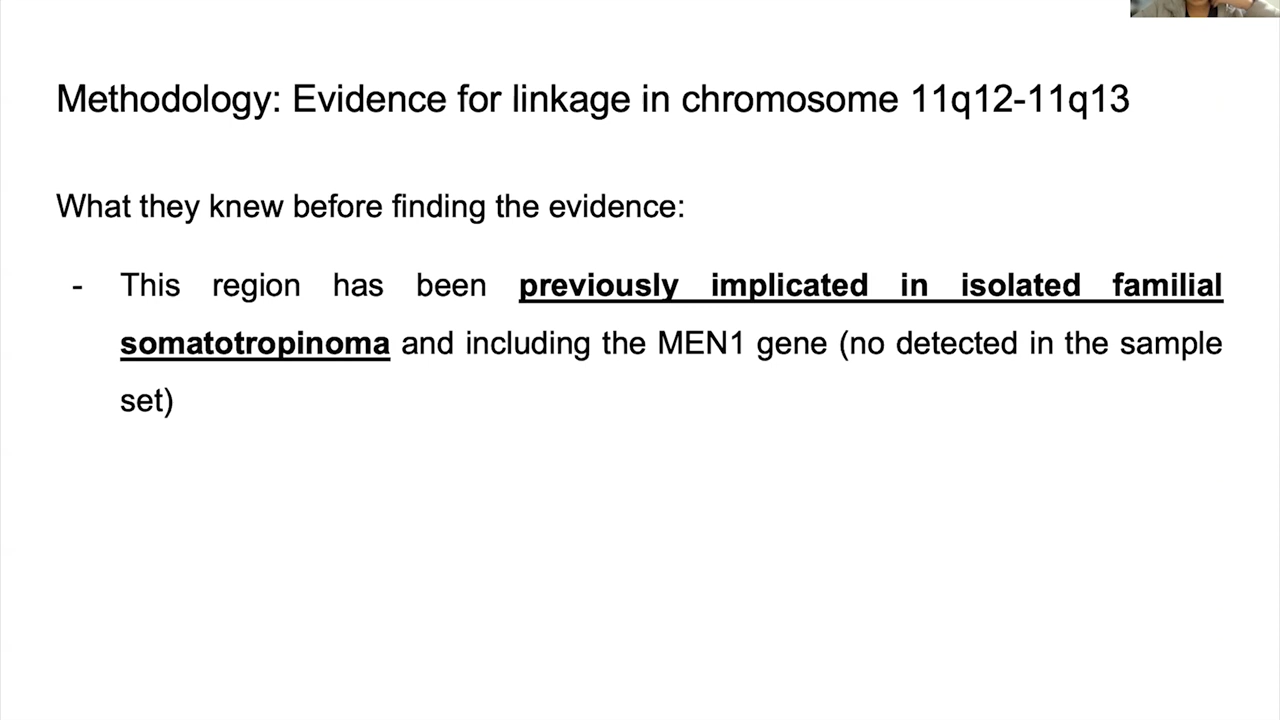 Methodology: Evidence for linkage in chromosome 11q12-11q13
What they knew before finding the evidence:
- This region has been previously implicated in isolated familial
somatotropinoma and including the MEN1 gene (no detected in the sample
set)